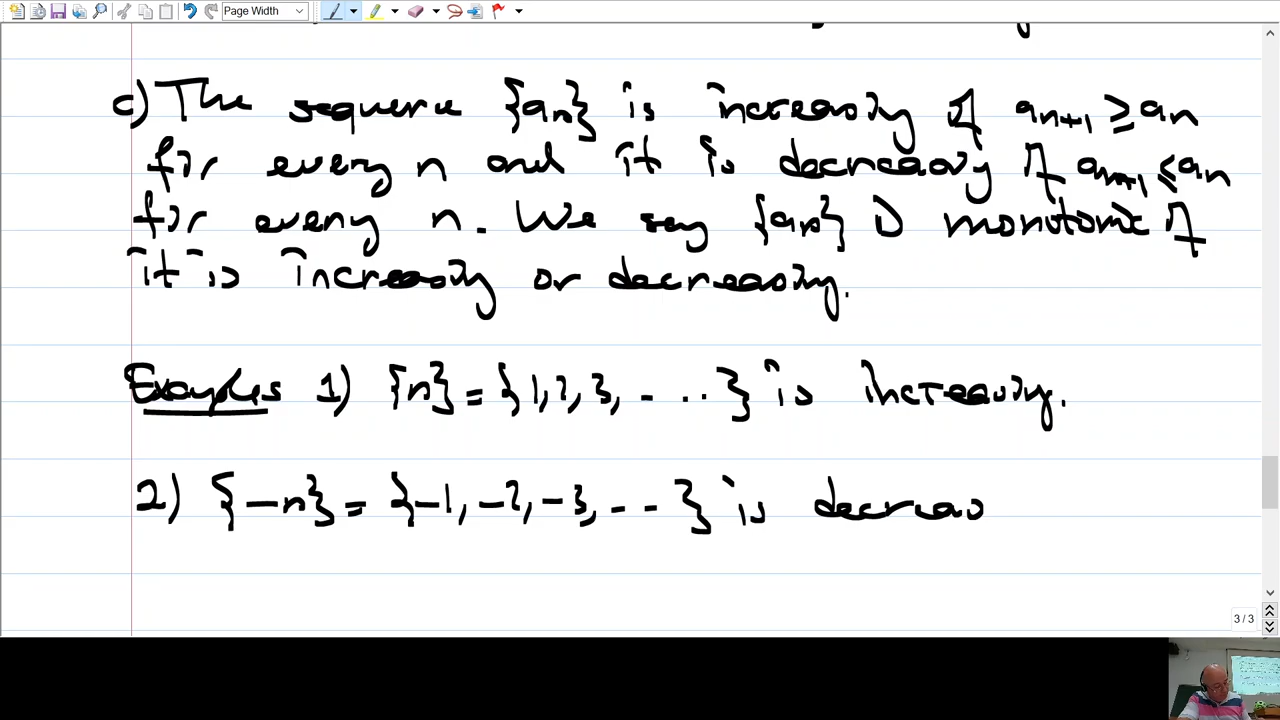 Page Width
c) The sequence {an} is increasing if an+1 ≥ an
for every n and it is decreasing if an+1 ≤ an
for every n. We say {an} is monotonic if
it is increasing or decreasing.
Examples 1) {n} = {1, 2, 3, - ..} is increasing.
2) {-n} = {-1, -2, -3, - - } is decreas
3 / 3